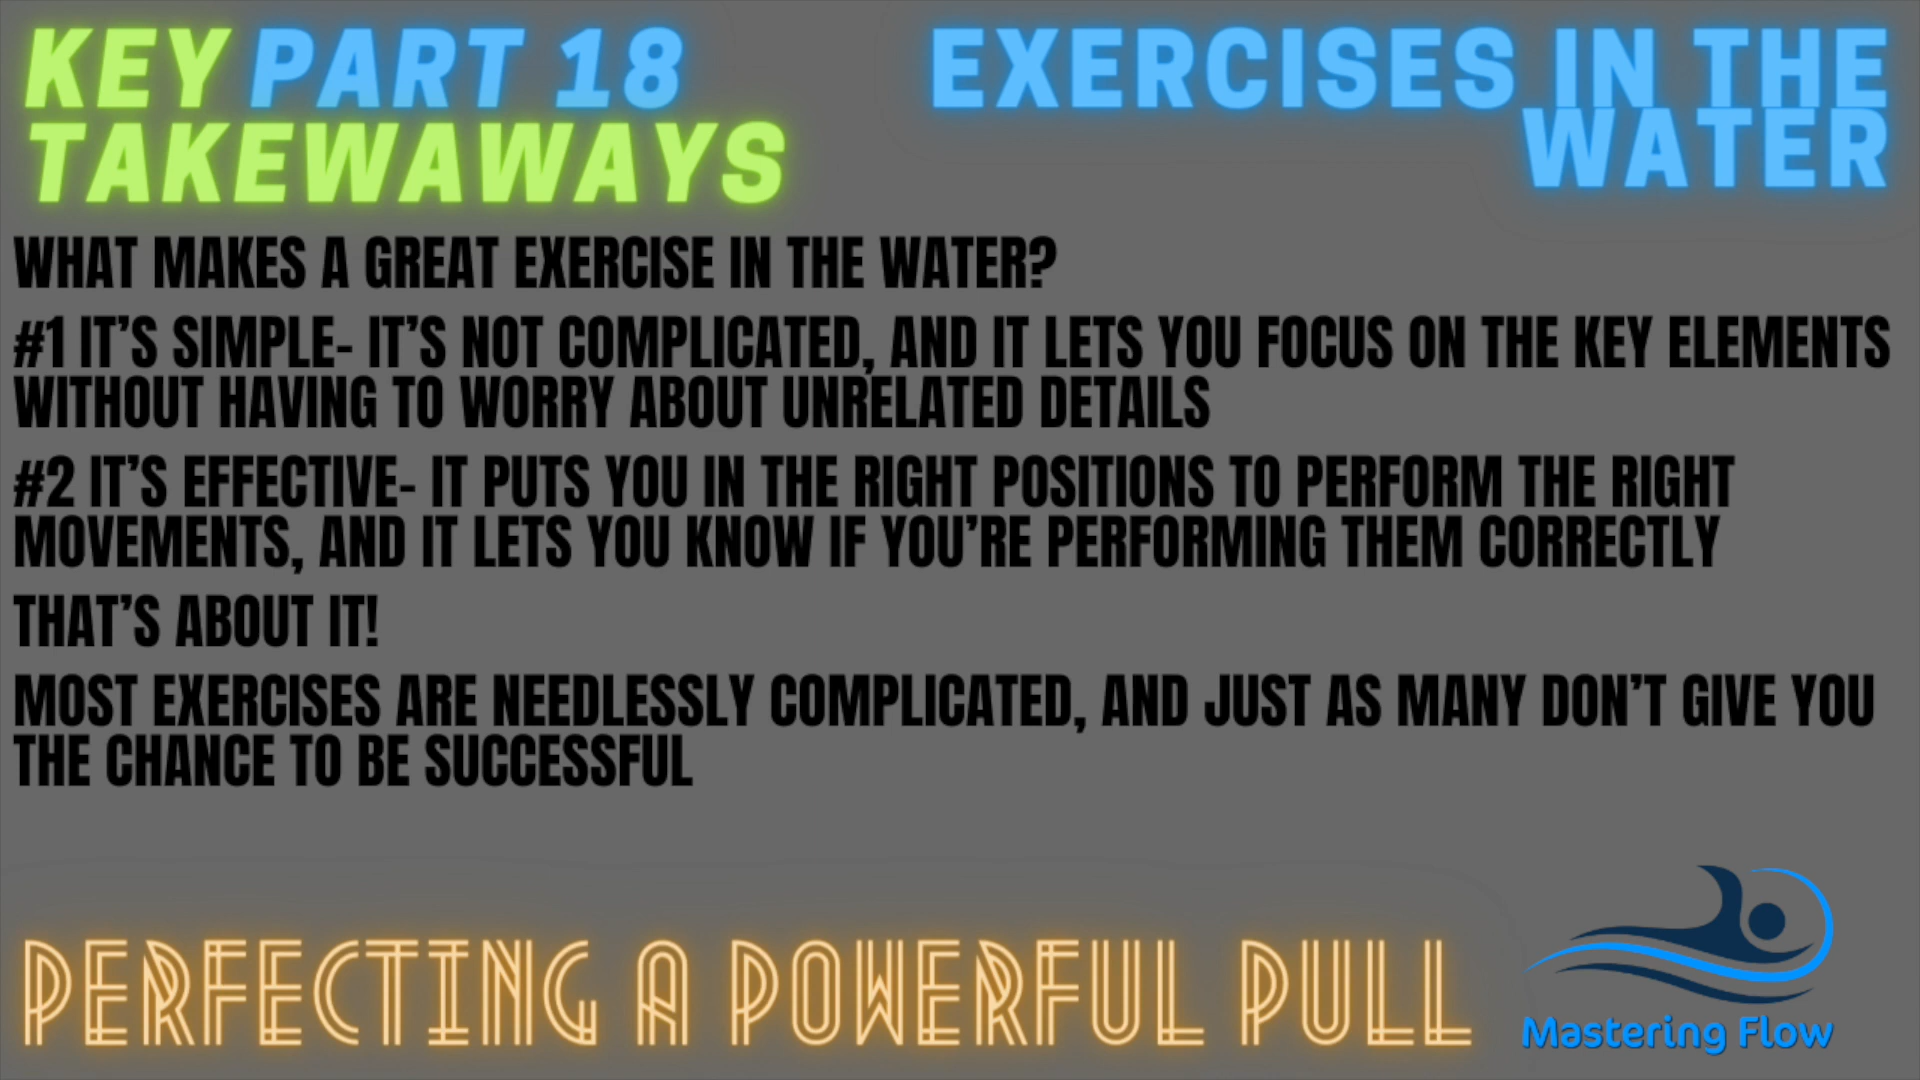 KEY PART 18
TAKEWAWAYS
EXERCISES IN THE
WATER
WHAT MAKES A GREAT EXERCISE IN THE WATER?
#1 IT’S SIMPLE- IT’S NOT COMPLICATED, AND IT LETS YOU FOCUS ON THE KEY ELEMENTS
WITHOUT HAVING TO WORRY ABOUT UNRELATED DETAILS
#2 IT’S EFFECTIVE- IT PUTS YOU IN THE RIGHT POSITIONS TO PERFORM THE RIGHT
MOVEMENTS, AND IT LETS YOU KNOW IF YOU’RE PERFORMING THEM CORRECTLY
THAT’S ABOUT IT!
MOST EXERCISES ARE NEEDLESSLY COMPLICATED, AND JUST AS MANY DON’T GIVE YOU
THE CHANCE TO BE SUCCESSFUL
PERFECTING A POWERFUL PULL
Mastering Flow